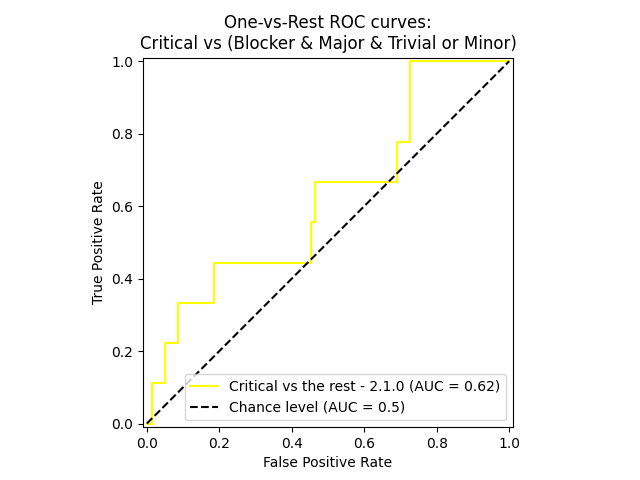 One-vs-Rest ROC curves:
Critical vs (Blocker & Major & Trivial or Minor)
1.0
0.8
0.6
0.4
0.2
0.0
True Positive Rate
Critical vs the rest - 2.1.0 (AUC = 0.62)
Chance level (AUC = 0.5)
0.0 0.2 0.4 0.6 0.8 1.0
False Positive Rate